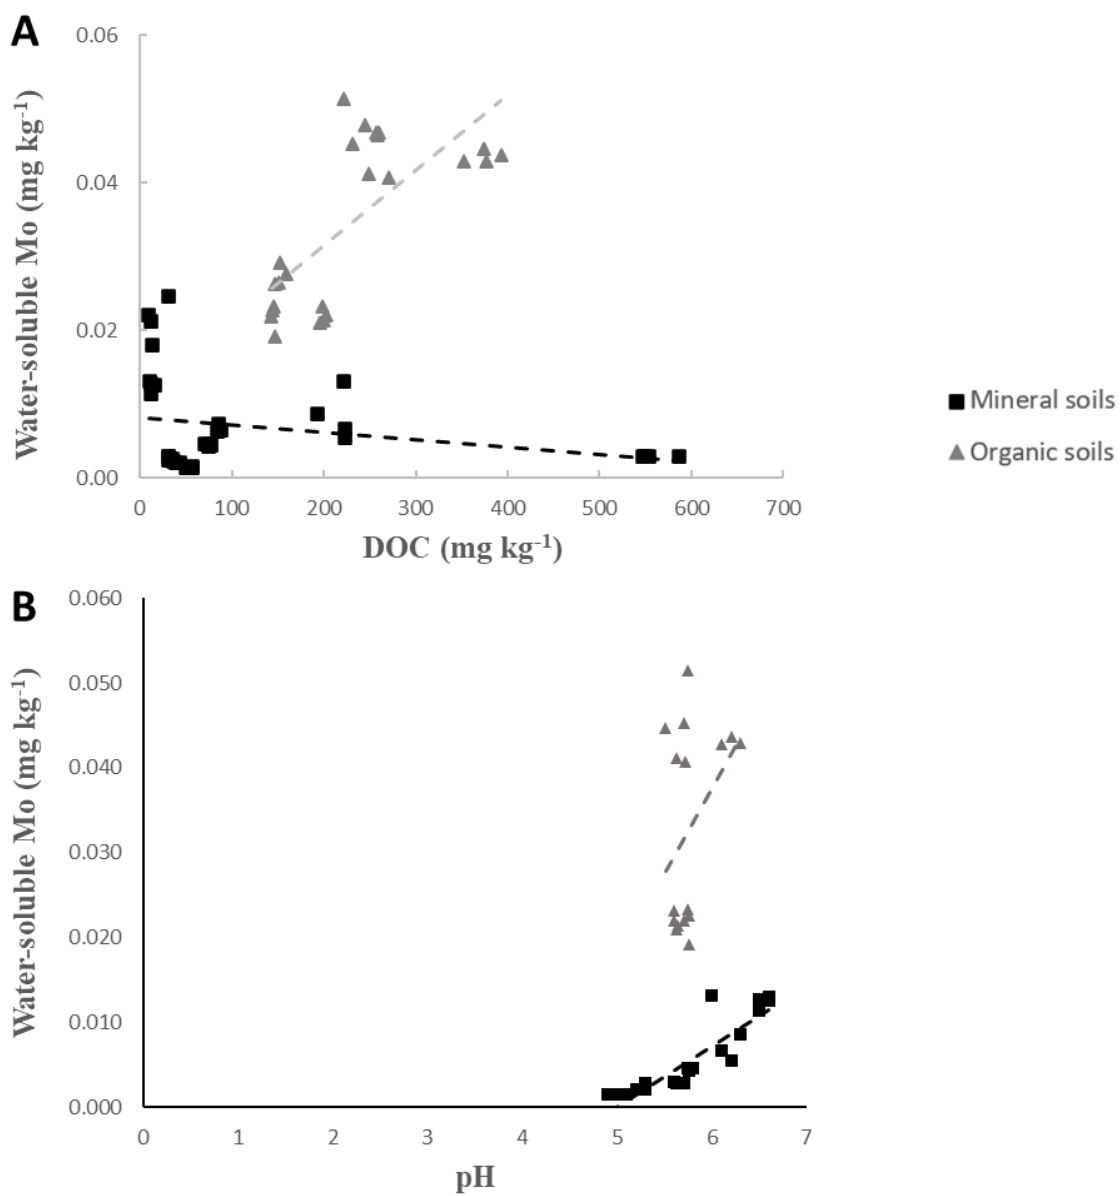 A
Water-soluble Mo (mg kg⁻¹)
0.06
0.04
0.02
0.00
0 100 200 300 400 500 600 700
DOC (mg kg⁻¹)
Mineral soils
Organic soils
B
Water-soluble Mo (mg kg⁻¹)
0.060
0.050
0.040
0.030
0.020
0.010
0.000
0 1 2 3 4 5 6 7
pH